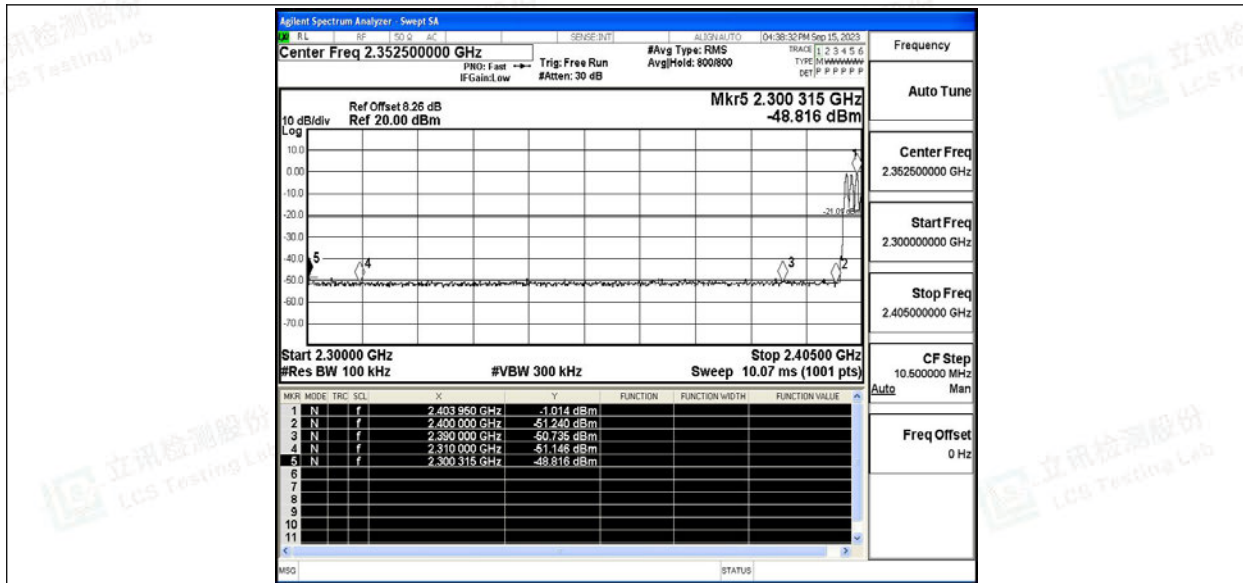 Agilent Spectrum Analyzer - Swept SA
RL RF 50 Ω AC SENSE:INT ALIGNAUTO 04:38:32 PM Sep 15, 2023
Center Freq 2.352500000 GHz
PNO: Fast
IFGain:Low
Trig: Free Run
#Atten: 30 dB
#Avg Type: RMS
Avg|Hold: 800/800
TRACE 1 2 3 4 5 6
TYPE M W W W W W
DET P P P P P P
Ref Offset 8.26 dB
10 dB/div Ref 20.00 dBm
Log
Mkr5 2.300 315 GHz
-48.816 dBm
10.0
0.00
-10.0
-20.0
-30.0
-40.0
-50.0
-60.0
-70.0
5
4
3
2
1
Start 2.30000 GHz
#Res BW 100 kHz
#VBW 300 kHz
Stop 2.40500 GHz
Sweep 10.07 ms (1001 pts)
MKR MODE TRC SCL X Y FUNCTION FUNCTION WIDTH FUNCTION VALUE
1 N f 2.403 950 GHz -1.014 dBm
2 N f 2.400 000 GHz -51.240 dBm
3 N f 2.390 000 GHz -50.735 dBm
4 N f 2.310 000 GHz -51.146 dBm
5 N f 2.300 315 GHz -48.816 dBm
6
7
8
9
10
11
MSG STATUS
Frequency
Auto Tune
Center Freq
2.352500000 GHz
Start Freq
2.300000000 GHz
Stop Freq
2.405000000 GHz
CF Step
10.500000 MHz
Auto Man
Freq Offset
0 Hz
立讯检测股份
LCS Testing Lab
立讯检测股份
LCS Testing Lab